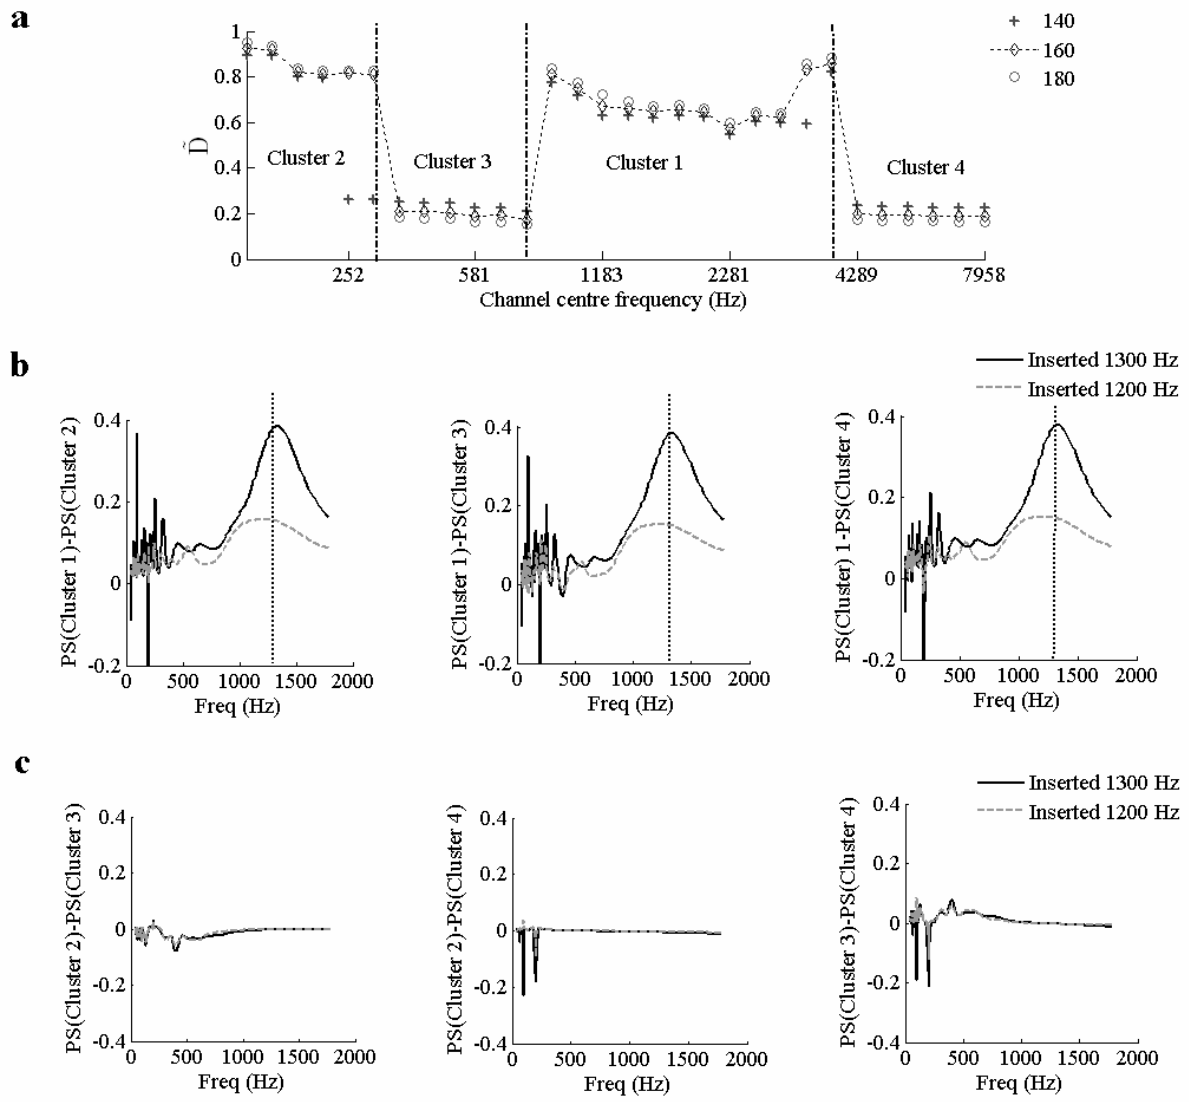 a
140
160
180
1
0.8
0.6
0.4
0.2
0
D̃
Cluster 2
Cluster 3
Cluster 1
Cluster 4
252
581
1183
2281
4289
7958
Channel centre frequency (Hz)
b
Inserted 1300 Hz
Inserted 1200 Hz
PS(Cluster 1)-PS(Cluster 2)
0.4
0.2
0
-0.2
0
500
1000
1500
2000
Freq (Hz)
PS(Cluster 1)-PS(Cluster 3)
0.4
0.2
0
-0.2
0
500
1000
1500
2000
Freq (Hz)
PS(Cluster) 1-PS(Cluster 4)
0.4
0.2
0
-0.2
0
500
1000
1500
2000
Freq (Hz)
c
Inserted 1300 Hz
Inserted 1200 Hz
PS(Cluster 2)-PS(Cluster 3)
0.4
0.2
0
-0.2
-0.4
0
500
1000
1500
2000
Freq (Hz)
PS(Cluster 2)-PS(Cluster 4)
0.4
0.2
0
-0.2
-0.4
0
500
1000
1500
2000
Freq (Hz)
PS(Cluster 3)-PS(Cluster 4)
0.4
0.2
0
-0.2
-0.4
0
500
1000
1500
2000
Freq (Hz)